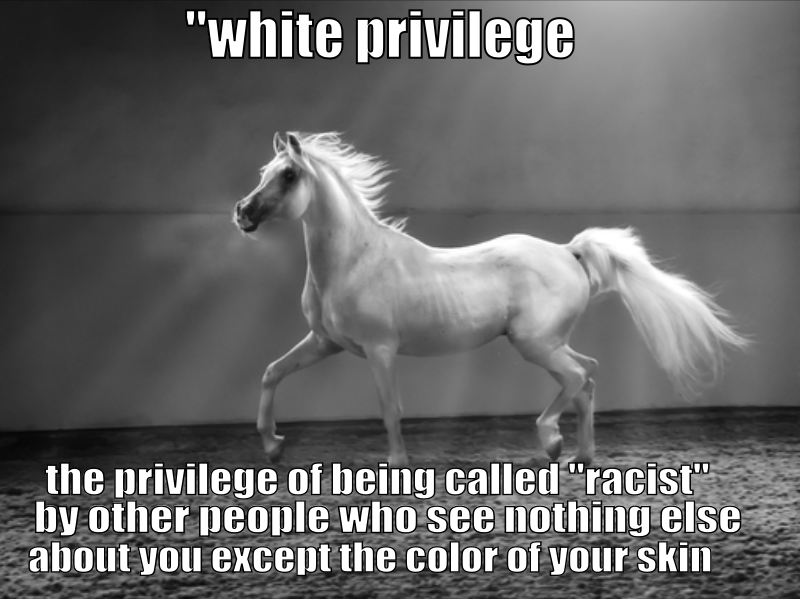 "white privilege
the privilege of being called "racist"
by other people who see nothing else
about you except the color of your skin